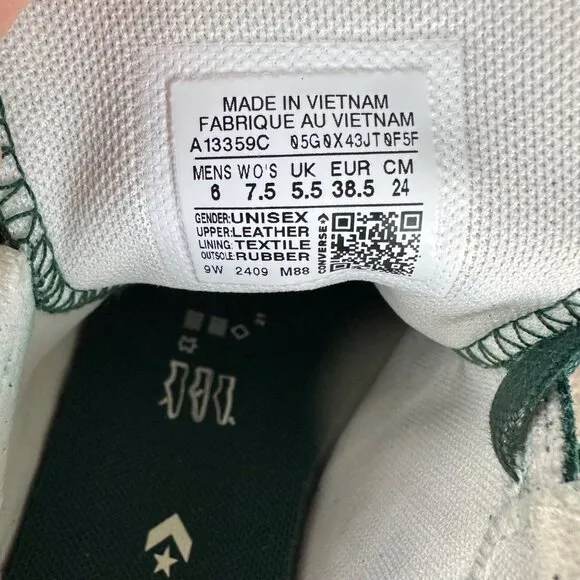 MADE IN VIETNAM
FABRIQUE AU VIETNAM
A13359C 05G0X43JT0F5F
MENS WO'S UK EUR CM
6 7.5 5.5 38.5 24
GENDER:UNISEX
UPPER:LEATHER
LINING:TEXTILE
OUTSOLE:RUBBER
CONVERSE
9W 2409 M88